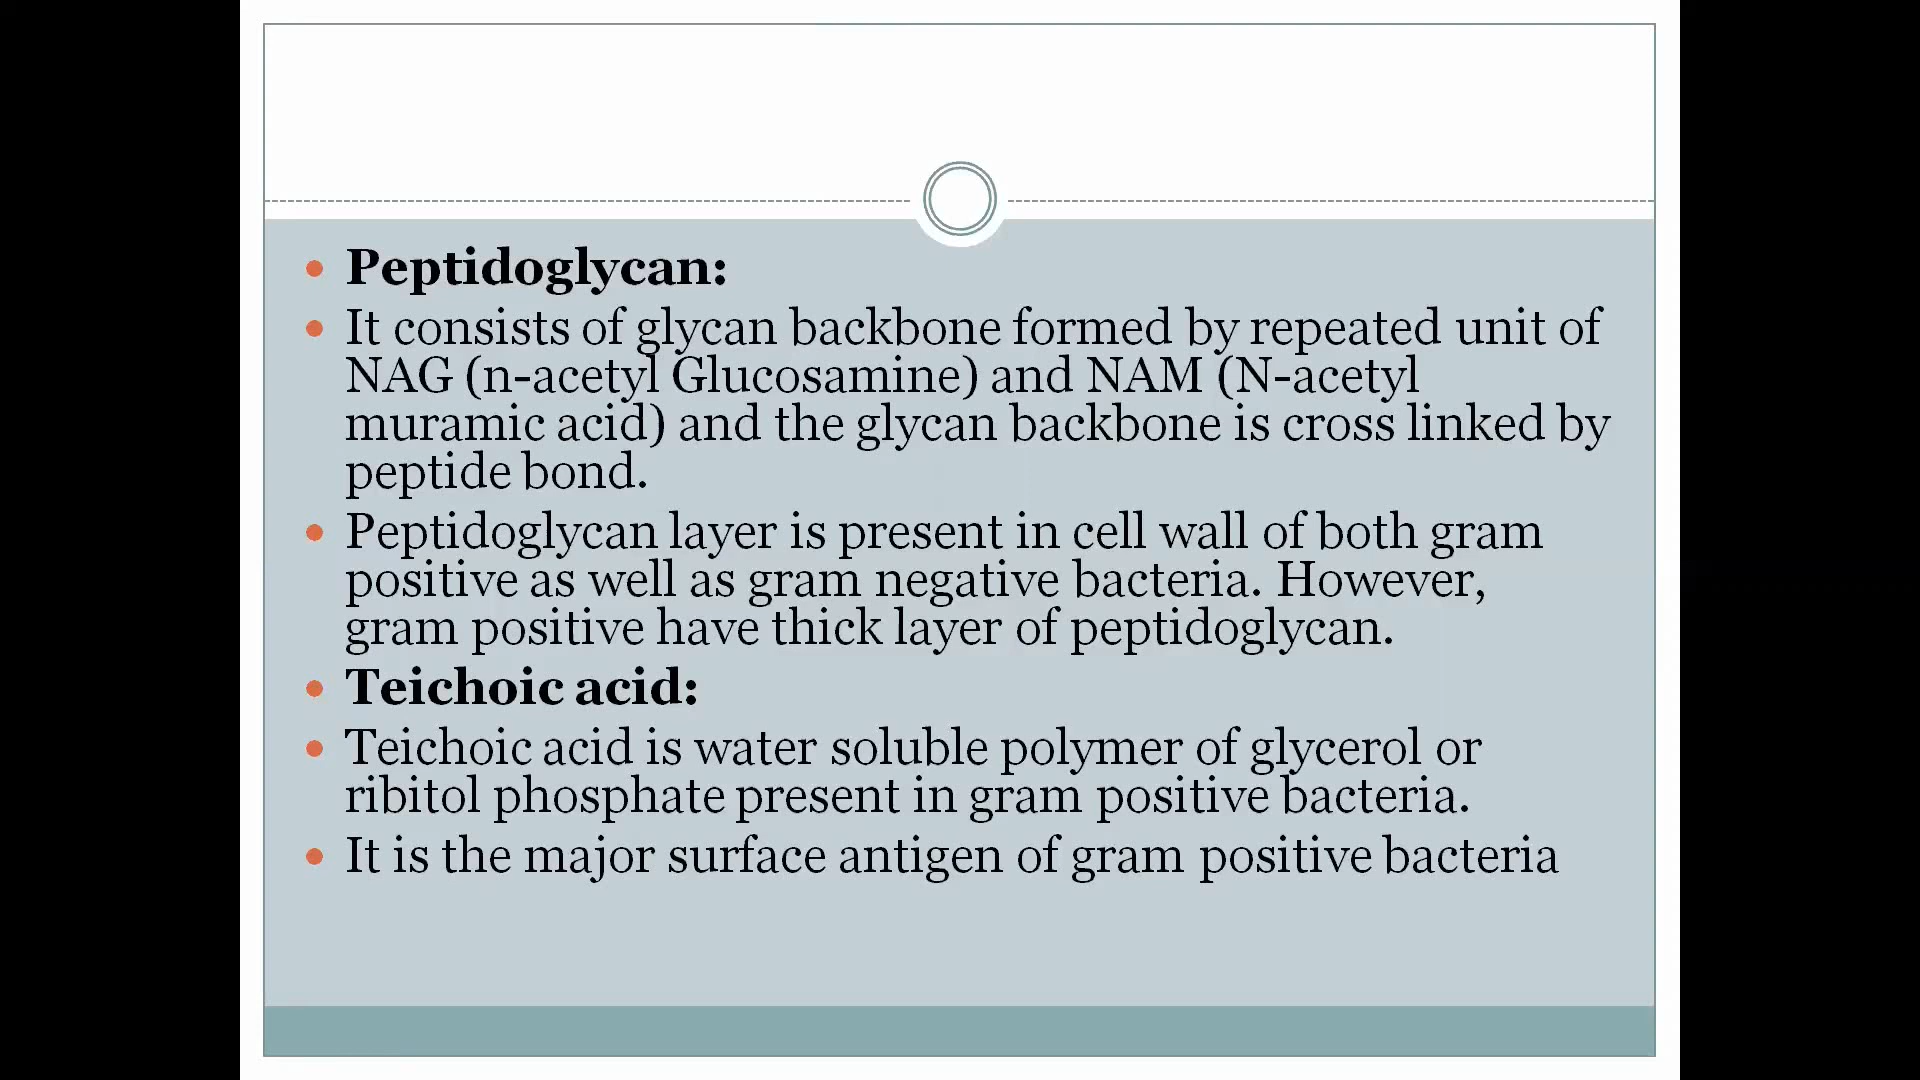 • Peptidoglycan:
• It consists of glycan backbone formed by repeated unit of
NAG (n-acetyl Glucosamine) and NAM (N-acetyl
muramic acid) and the glycan backbone is cross linked by
peptide bond.
• Peptidoglycan layer is present in cell wall of both gram
positive as well as gram negative bacteria. However,
gram positive have thick layer of peptidoglycan.
• Teichoic acid:
• Teichoic acid is water soluble polymer of glycerol or
ribitol phosphate present in gram positive bacteria.
• It is the major surface antigen of gram positive bacteria